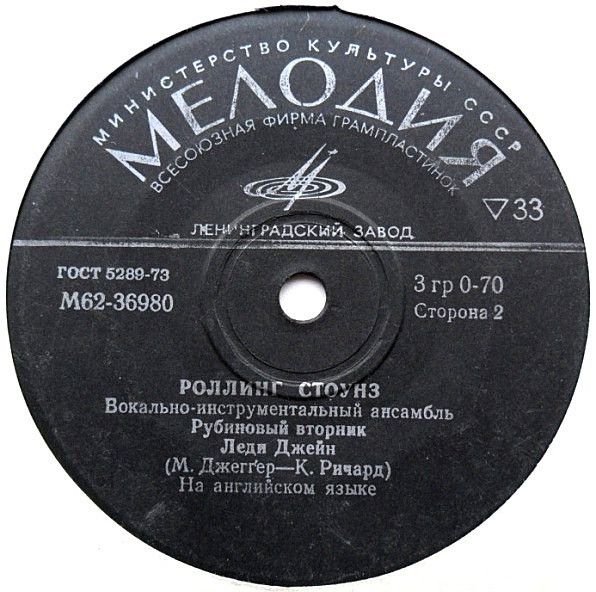 МИНИСТЕРСТВО КУЛЬТУРЫ СССР
МЕЛОДИЯ
ВСЕСОЮЗНАЯ ФИРМА ГРАМПЛАСТИНОК
▽33
ЛЕНИНГРАДСКИЙ ЗАВОД
ГОСТ 5289-73
М62-36980
3 гр 0-70
Сторона 2
РОЛЛИНГ СТОУНЗ
Вокально-инструментальный ансамбль
Рубиновый вторник
Леди Джейн
(М. Джеггер—К. Ричард)
На английском языке